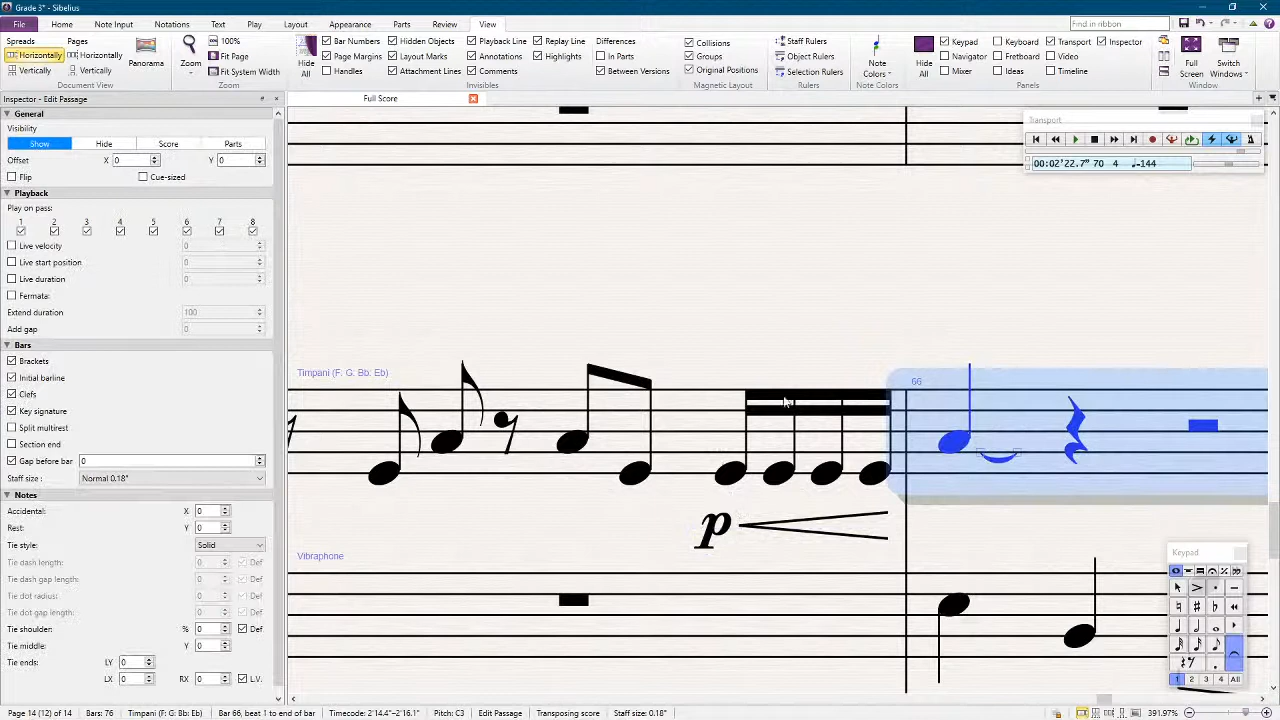 Grade 3* - Sibelius
File Home Note Input Notations Text Play Layout Appearance Parts Review View Find in ribbon
Spreads Pages
Horizontally Horizontally
Vertically Vertically
Panorama
Document View
Zoom
100%
Fit Page
Fit System Width
Zoom
Hide All
Bar Numbers Hidden Objects Playback Line Replay Line
Page Margins Layout Marks Annotations Highlights
Handles Attachment Lines Comments
Invisibles
Differences
In Parts
Between Versions
Collisions
Groups
Original Positions
Magnetic Layout
Staff Rulers
Object Rulers
Selection Rulers
Rulers
Note Colors
Note Colors
Hide All
Keypad Keyboard Transport Inspector
Navigator Fretboard Video
Mixer Ideas Timeline
Panels
Full Screen
Switch Windows
Window
Inspector - Edit Passage
Full Score
General
Visibility
Show Hide Score Parts
Offset X 0 Y 0
Flip Cue-sized
Playback
Play on pass:
1 2 3 4 5 6 7 8
Live velocity 0
Live start position 0
Live duration 0
Fermata:
Extend duration 100
Add gap 0
Bars
Brackets
Initial barline
Clefs
Key signature
Split multirest
Section end
Gap before bar 0
Staff size: Normal 0.18"
Notes
Accidental: X 0
Rest: Y 0
Tie style: Solid
Tie dash length: 0 Def
Tie dash gap length: 0 Def
Tie dot radius: 0 Def
Tie dot gap length: 0 Def
Tie shoulder: % 0 Def
Tie middle: Y 0
Tie ends: LY 0
LX 0 RX 0 L.V.
Transport
00:02'22.7" 70 4 ♩=144
Timpani (F. G. Bb. Eb)
66
p
Vibraphone
Keypad
1 2 3 4 All
Page 14 (12) of 14 Bars: 76 Timpani (F: G: Bb: Eb) Bar 66, beat 1 to end of bar Timecode: 2'14.4"–2'16.1" Pitch: C3 Edit Passage Transposing score Staff size: 0.18" 391.97%